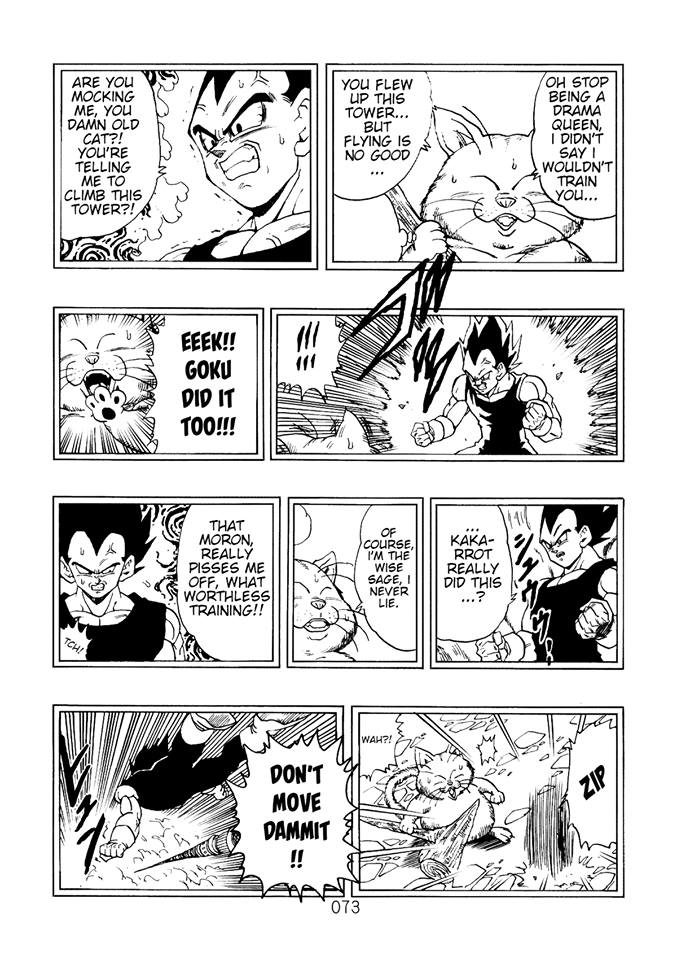 OH STOP
BEING A
DRAMA
QUEEN,
I DIDN'T
SAY I
WOULDN'T
TRAIN
YOU...
YOU FLEW
UP THIS
TOWER...
BUT
FLYING IS
NO GOOD
...
ARE YOU
MOCKING
ME, YOU
DAMN OLD
CAT?!
YOU'RE
TELLING
ME TO
CLIMB THIS
TOWER?!
!!!
!!!
EEEK!!
GOKU
DID IT
TOO!!!
...
KAKA-
RROT
REALLY
DID THIS
...?
OF
COURSE,
I'M THE
WISE
SAGE, I
NEVER
LIE.
THAT
MORON,
REALLY
PISSES ME
OFF, WHAT
WORTHLESS
TRAINING!!
TCH!
ZIP
WAH?!
DON'T
MOVE
DAMMIT
!!
073